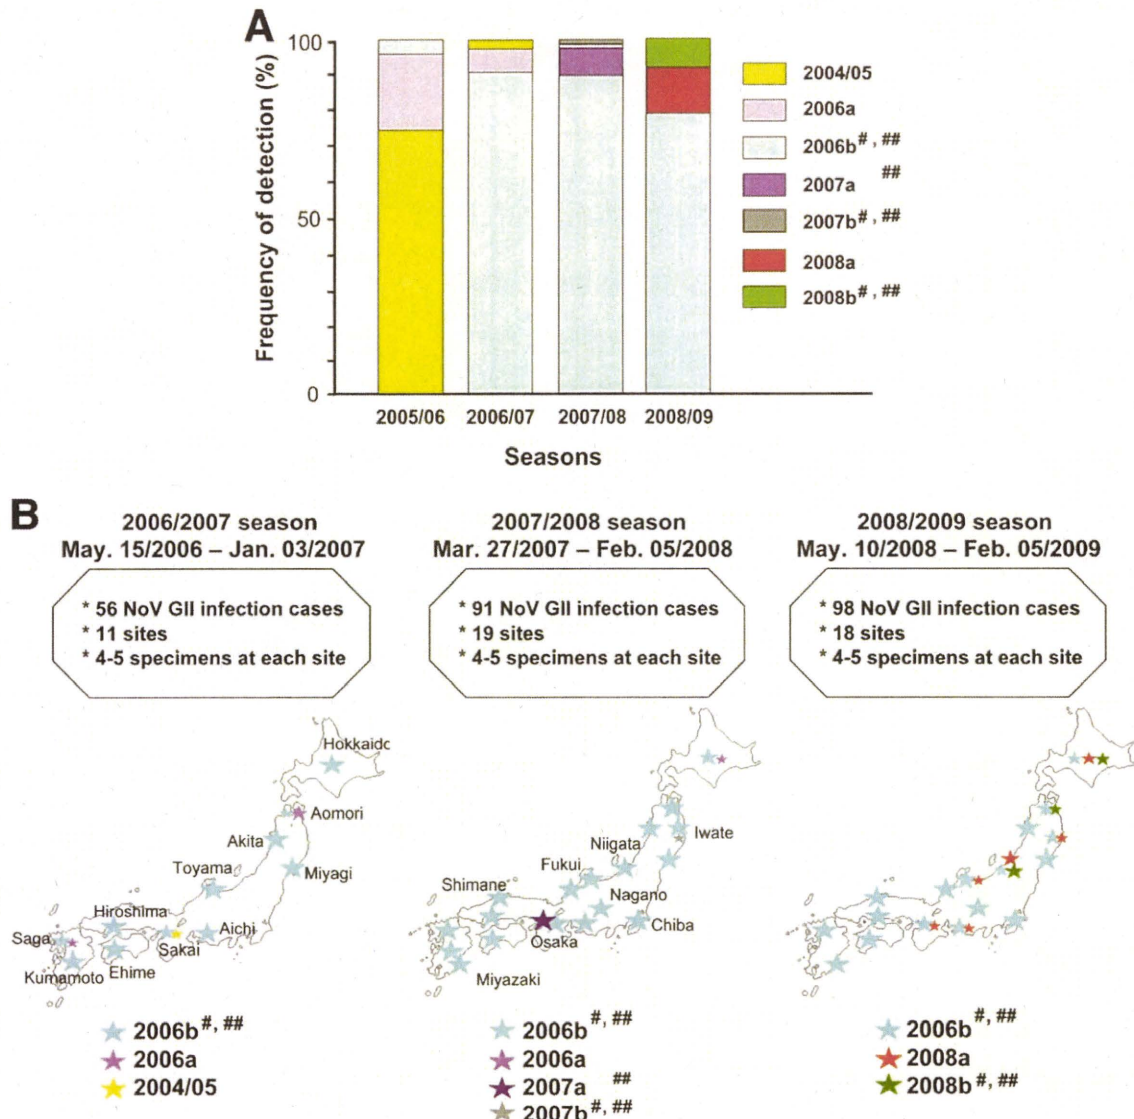 A
Frequency of detection (%)
100
50
0
2005/06 2006/07 2007/08 2008/09
Seasons
2004/05
2006a
2006b#, ##
2007a ##
2007b#, ##
2008a
2008b#, ##
B
2006/2007 season
May. 15/2006 – Jan. 03/2007
* 56 NoV GII infection cases
* 11 sites
* 4-5 specimens at each site
Hokkaido
Aomori
Akita
Toyama
Miyagi
Hiroshima
Saga
Aichi
Sakai
Kumamoto
Ehime
2006b#, ##
2006a
2004/05
2007/2008 season
Mar. 27/2007 – Feb. 05/2008
* 91 NoV GII infection cases
* 19 sites
* 4-5 specimens at each site
Iwate
Niigata
Fukui
Shimane
Nagano
Chiba
Osaka
Miyazaki
2006b#, ##
2006a
2007a ##
2007b#, ##
2008/2009 season
May. 10/2008 – Feb. 05/2009
* 98 NoV GII infection cases
* 18 sites
* 4-5 specimens at each site
2006b#, ##
2008a
2008b#, ##